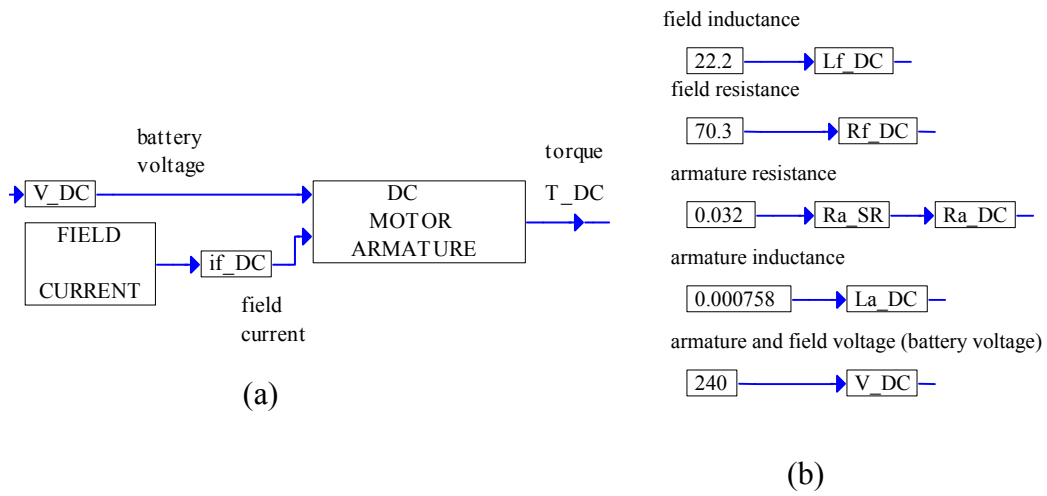 battery
voltage
V_DC
FIELD
CURRENT
if_DC
field
current
DC
MOTOR
ARMATURE
torque
T_DC
(a)
field inductance
22.2 Lf_DC
field resistance
70.3 Rf_DC
armature resistance
0.032 Ra_SR Ra_DC
armature inductance
0.000758 La_DC
armature and field voltage (battery voltage)
240 V_DC
(b)